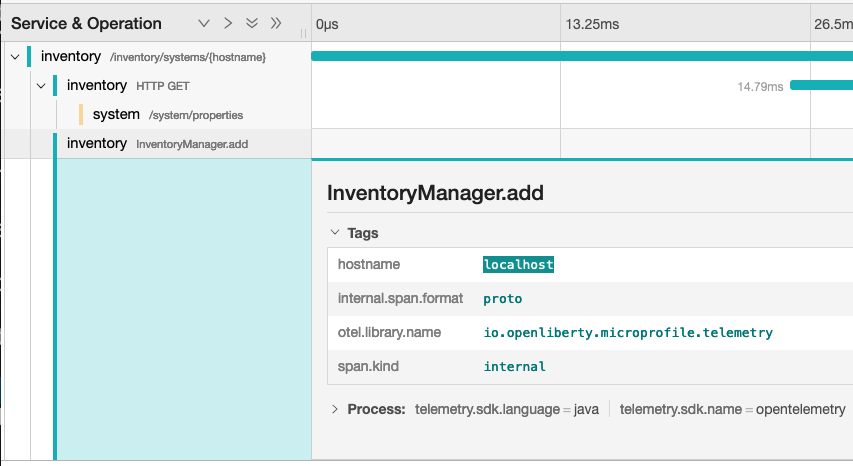 Service & Operation 0μs 13.25ms 26.5m
inventory /inventory/systems/{hostname}
inventory HTTP GET 14.79ms
system /system/properties
inventory InventoryManager.add
InventoryManager.add
Tags
hostname localhost
internal.span.format proto
otel.library.name io.openliberty.microprofile.telemetry
span.kind internal
Process: telemetry.sdk.language = java telemetry.sdk.name = opentelemetry